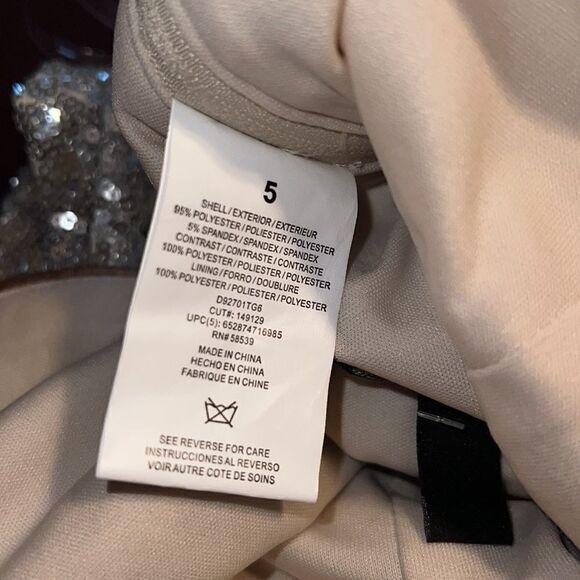 5
SHELL/EXTERIOR/EXTERIEUR
95% POLYESTER/POLIESTER/POLYESTER
5% SPANDEX/SPANDEX/SPANDEX
CONTRAST/CONTRASTE/CONTRASTE
100% POLYESTER/POLIESTER/POLYESTER
LINING/FORRO/DOUBLURE
100% POLYESTER/POLIESTER/POLYESTER
D92701TG6
CUT#: 149129
UPC(5): 652874716985
RN# 58539
MADE IN CHINA
HECHO EN CHINA
FABRIQUE EN CHINE
SEE REVERSE FOR CARE
INSTRUCCIONES AL REVERSO
VOIR AUTRE COTE DE SOINS